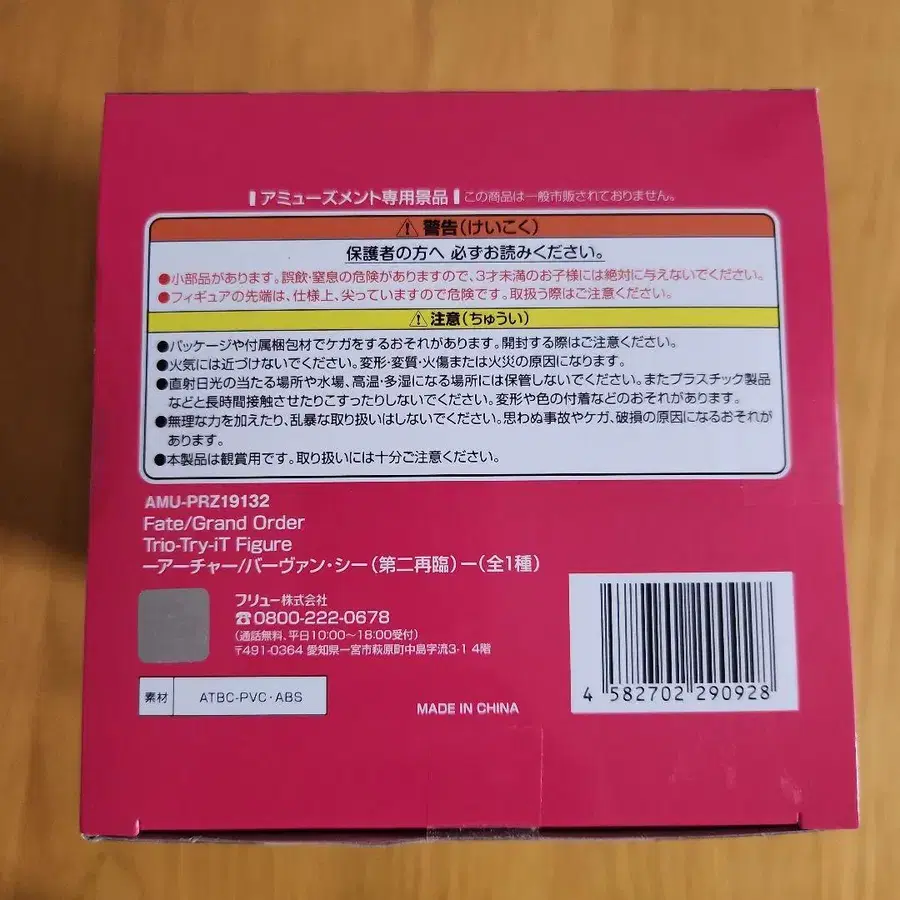 アミューズメント専用景品 この商品は一般市販されておりません。
警告(けいこく)
保護者の方へ 必ずお読みください。
●小部品があります。誤飲・窒息の危険がありますので、3才未満のお子様には絶対に与えないでください。
●フィギュアの先端は、仕様上、尖っていますので危険です。取扱う際はご注意ください。
注意(ちゅうい)
●パッケージや付属梱包材でケガをするおそれがあります。開封する際はご注意ください。
●火気には近づけないでください。変形・変質・火傷または火災の原因になります。
●直射日光の当たる場所や水場、高温・多湿になる場所には保管しないでください。またプラスチック製品
などと長時間接触させたりこすったりしないでください。変形や色の付着などのおそれがあります。
●無理な力を加えたり、乱暴な取り扱いはしないでください。思わぬ事故やケガ、破損の原因になるおそれが
あります。
●本製品は観賞用です。取り扱いには十分ご注意ください。
AMU-PRZ19132
Fate/Grand Order
Trio-Try-iT Figure
ーアーチャー/バーヴァン・シー(第二再臨)ー(全1種)
フリュー株式会社
☎0800-222-0678
(通話無料、平日10:00~18:00受付)
〒491-0364 愛知県一宮市萩原町中島字流3-1 4階
素材 ATBC-PVC・ABS
MADE IN CHINA
4 582702 290928